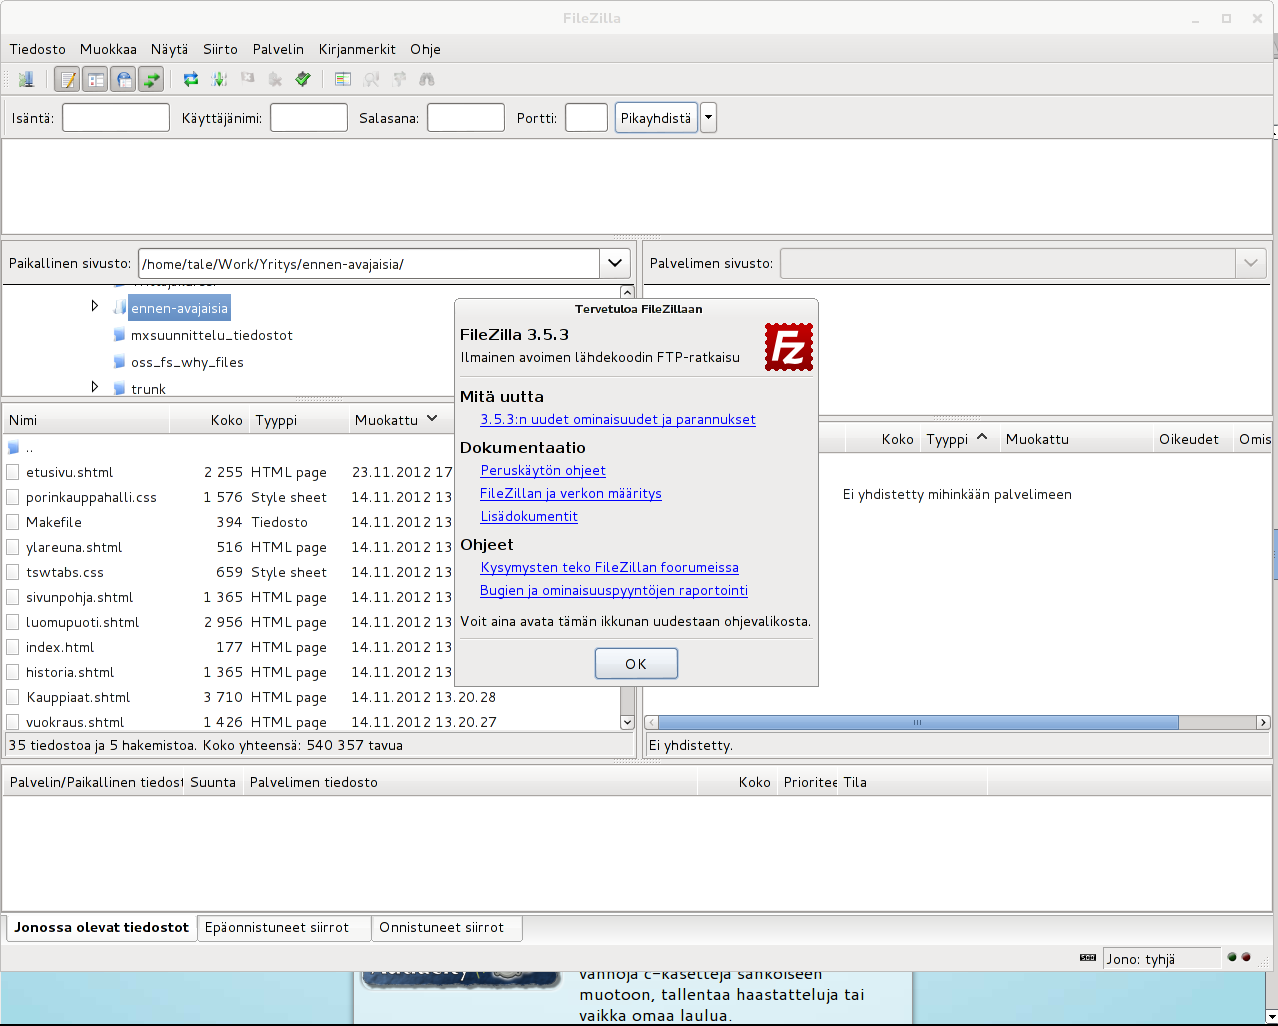 FileZilla
Tiedosto Muokkaa Näytä Siirto Palvelin Kirjanmerkit Ohje
Isäntä: Käyttäjänimi: Salasana: Portti: Pikayhdistä
Paikallinen sivusto: /home/tale/Work/Yritys/ennen-avajaisia/
Palvelimen sivusto:
ennen-avajaisia
mxsuunnittelu_tiedostot
oss_fs_why_files
trunk
Nimi Koko Tyyppi Muokattu
..
etusivu.shtml 2 255 HTML page 23.11.2012 17
porinkauppahalli.css 1 576 Style sheet 14.11.2012 13
Makefile 394 Tiedosto 14.11.2012 13
ylareuna.shtml 516 HTML page 14.11.2012 13
tswtabs.css 659 Style sheet 14.11.2012 13
sivunpohja.shtml 1 365 HTML page 14.11.2012 13
luomupuoti.shtml 2 956 HTML page 14.11.2012 13
index.html 177 HTML page 14.11.2012 13
historia.shtml 1 365 HTML page 14.11.2012 13
Kauppiaat.shtml 3 710 HTML page 14.11.2012 13.20.28
vuokraus.shtml 1 426 HTML page 14.11.2012 13.20.27
35 tiedostoa ja 5 hakemistoa. Koko yhteensä: 540 357 tavua
Tervetuloa FileZillaan
FileZilla 3.5.3
Ilmainen avoimen lähdekoodin FTP-ratkaisu
Fz
Mitä uutta
3.5.3:n uudet ominaisuudet ja parannukset
Dokumentaatio
Peruskäytön ohjeet
FileZillan ja verkon määritys
Lisädokumentit
Ohjeet
Kysymysten teko FileZillan foorumeissa
Bugien ja ominaisuuspyyntöjen raportointi
Voit aina avata tämän ikkunan uudestaan ohjevalikosta.
OK
Koko Tyyppi Muokattu Oikeudet Omis
Ei yhdistetty mihinkään palvelimeen
Ei yhdistetty.
Palvelin/Paikallinen tiedost Suunta Palvelimen tiedosto Koko Prioritee Tila
Jonossa olevat tiedostot Epäonnistuneet siirrot Onnistuneet siirrot
Jono: tyhjä
vanhoja c-kasetteja sähköiseen
muotoon, tallentaa haastatteluja tai
vaikka omaa laulua.